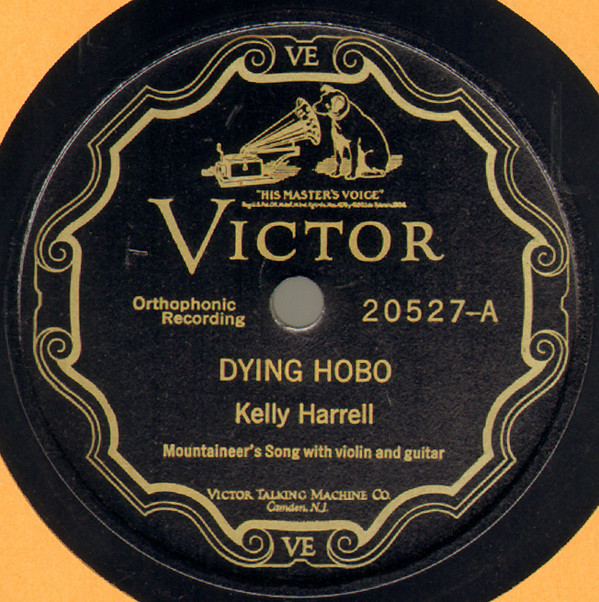 VE
"HIS MASTER'S VOICE"
VICTOR
Orthophonic
Recording
20527-A
DYING HOBO
Kelly Harrell
Mountaineer's Song with violin and guitar
VICTOR TALKING MACHINE CO.
Camden, N.J.
VE